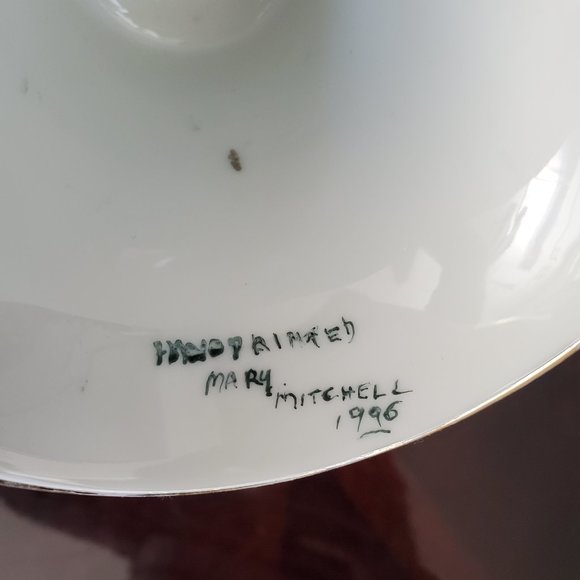 HAND PAINTED
MARY MITCHELL
1996